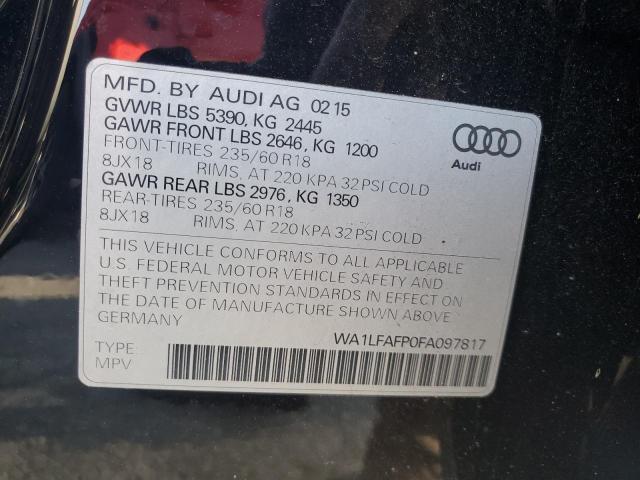 MFD. BY AUDI AG 02 15
GVWR LBS 5390, KG 2445
GAWR FRONT LBS 2646, KG 1200
FRONT-TIRES 235/60 R18
8JX18 RIMS, AT 220 KPA 32 PSI COLD
GAWR REAR LBS 2976, KG 1350
REAR-TIRES 235/60 R18
8JX18 RIMS, AT 220 KPA 32 PSI COLD
Audi
THIS VEHICLE CONFORMS TO ALL APPLICABLE
U.S. FEDERAL MOTOR VEHICLE SAFETY AND
THEFT PREVENTION STANDARDS IN EFFECT ON
THE DATE OF MANUFACTURE SHOWN ABOVE.
GERMANY
WA1LFAFP0FA097817
TYPE:
MPV